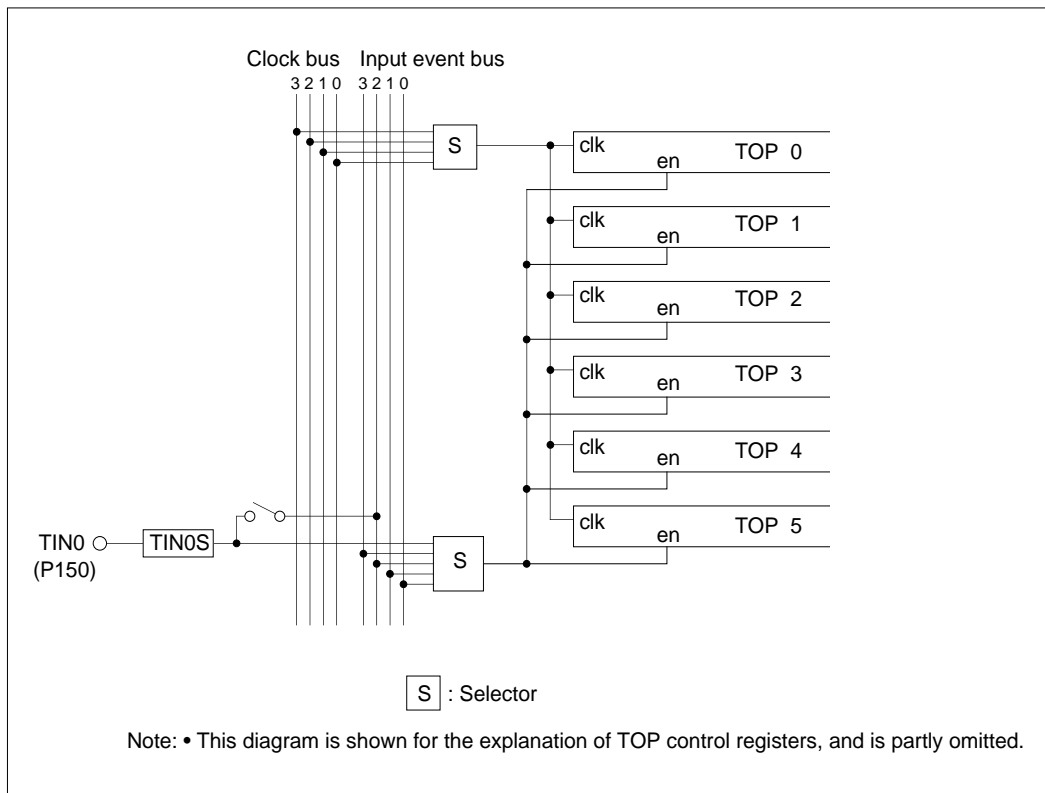 Clock bus Input event bus
3 2 1 0 3 2 1 0
S
clk en TOP 0
clk en TOP 1
clk en TOP 2
clk en TOP 3
clk en TOP 4
clk en TOP 5
TIN0 TIN0S
(P150)
S
S : Selector
Note: • This diagram is shown for the explanation of TOP control registers, and is partly omitted.